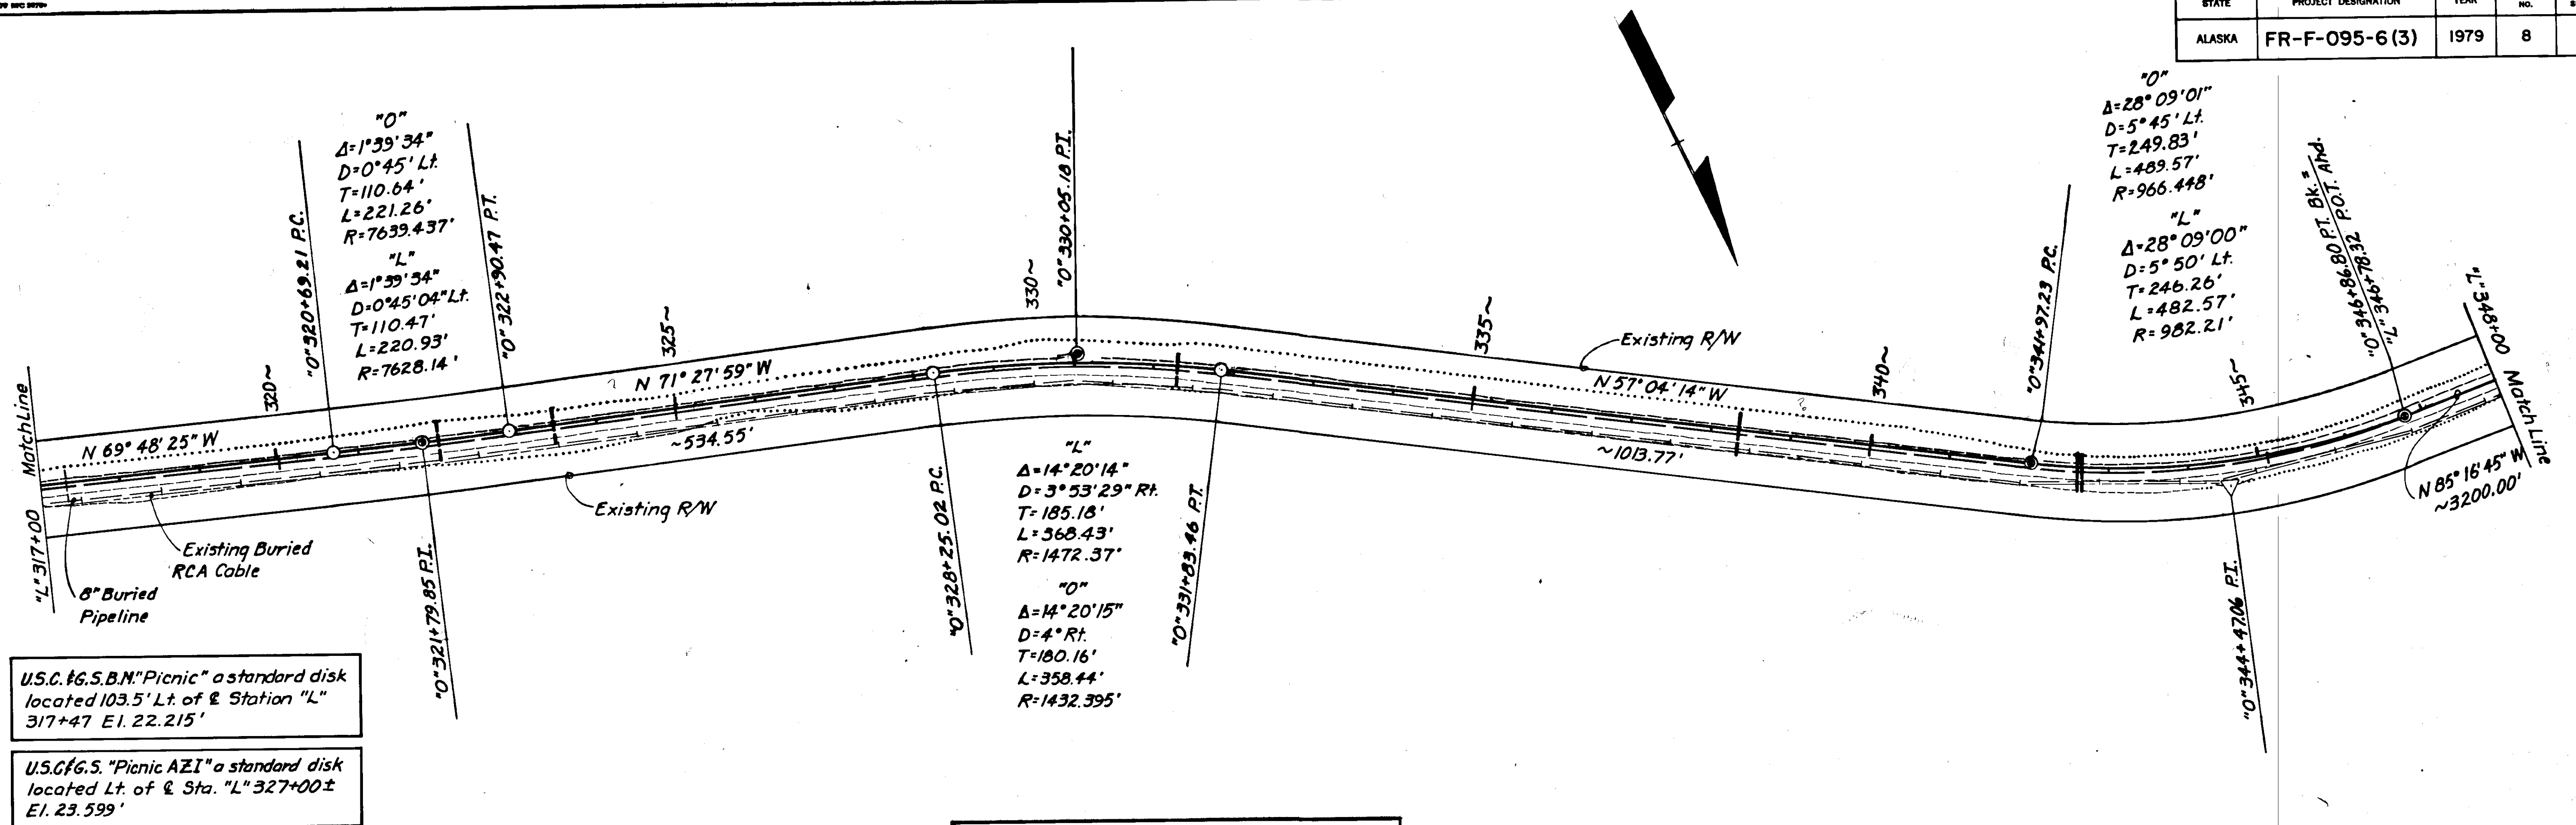 STATE PROJECT DESIGNATION YEAR NO.
ALASKA FR-F-095-6(3) 1979 8
"O"
Δ=1°39'34"
D=0°45' Lt.
T=110.64'
L=221.26'
R=7639.437'
"L"
Δ=1°39'34"
D=0°45'04" Lt.
T=110.47'
L=220.93'
R=7628.14'
"O" 320+69.21 P.C.
"O" 322+90.47 P.T.
"O" 330+05.18 P.I.
"O"
Δ=28°09'01"
D=5°45' Lt.
T=249.83'
L=489.57'
R=966.448'
"L"
Δ=28°09'00"
D=5°50' Lt.
T=246.26'
L=482.57'
R=982.21'
"O" 341+97.23 P.C.
"O" 346+86.80 P.T. Bk. =
"L" 346+78.32 P.O.T. Ahd.
"L" 348+00 Match Line
320~
325~
330~
335~
340~
345~
"L" 317+00 Match Line
N 69° 48' 25" W
N 71° 27' 59" W
~534.55'
Existing R/W
N 57° 04' 14" W
~1013.77'
Existing R/W
N 85° 16' 45" W
~3200.00'
Existing Buried
RCA Cable
8" Buried
Pipeline
"O" 321+79.85 P.I.
"O" 328+25.02 P.C.
"L"
Δ=14°20'14"
D=3°53'29" Rt.
T=185.18'
L=368.43'
R=1472.37'
"O"
Δ=14°20'15"
D=4° Rt.
T=180.16'
L=358.44'
R=1432.395'
"O" 331+83.46 P.T.
"O" 344+47.06 P.I.
U.S.C.&G.S.B.M. "Picnic" a standard disk
located 103.5' Lt. of ℄ Station "L"
317+47 El. 22.215'
U.S.C&G.S. "Picnic AZI" a standard disk
located Lt. of ℄ Sta. "L" 327+00±
El. 23.599'